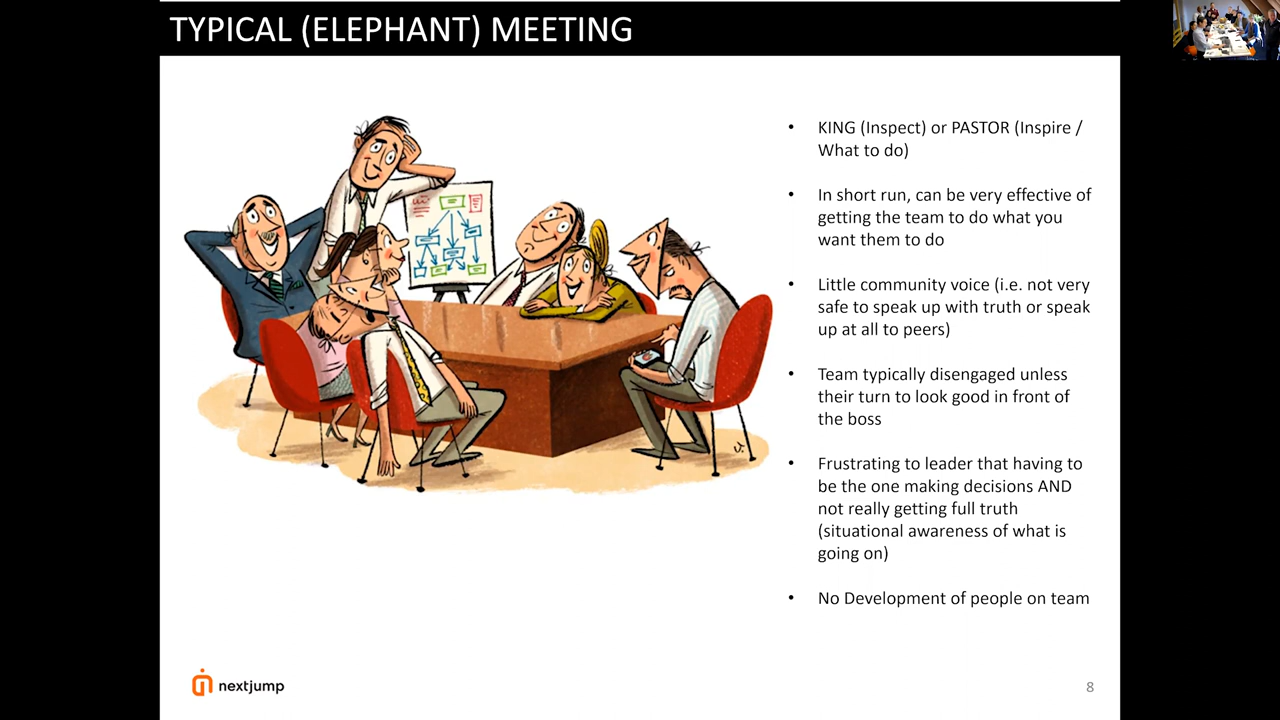 TYPICAL (ELEPHANT) MEETING
• KING (Inspect) or PASTOR (Inspire /
What to do)
• In short run, can be very effective of
getting the team to do what you
want them to do
• Little community voice (i.e. not very
safe to speak up with truth or speak
up at all to peers)
• Team typically disengaged unless
their turn to look good in front of
the boss
• Frustrating to leader that having to
be the one making decisions AND
not really getting full truth
(situational awareness of what is
going on)
• No Development of people on team
nextjump
8